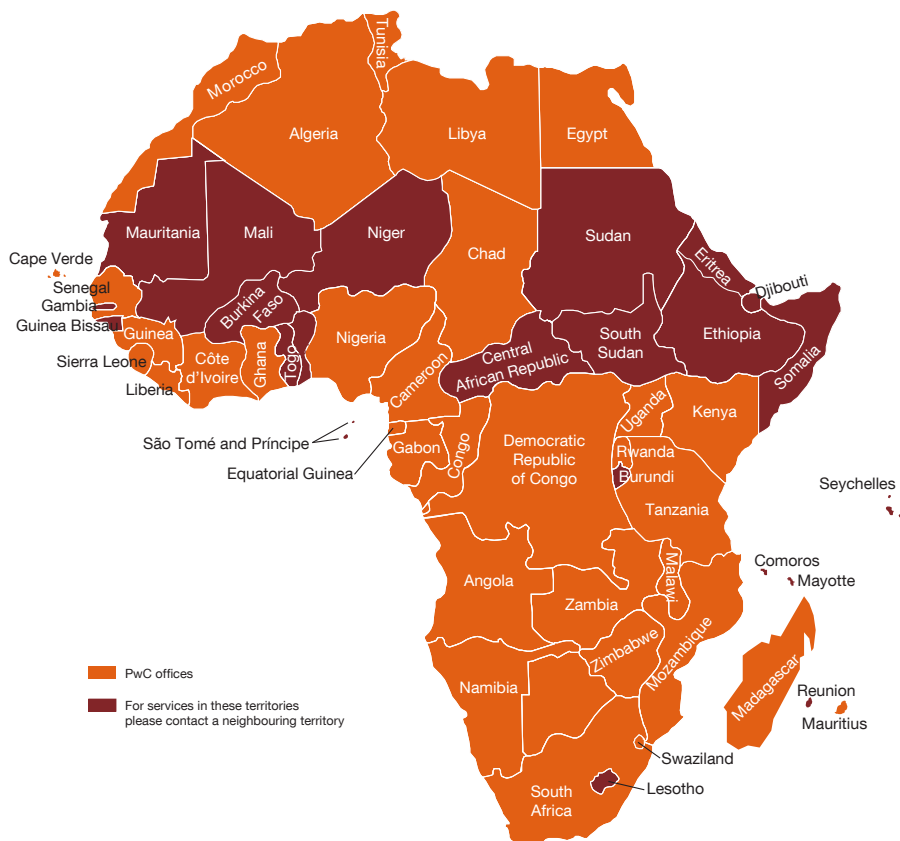 Tunisia
Morocco
Algeria
Libya
Egypt
Mauritania
Mali
Niger
Chad
Sudan
Eritrea
Djibouti
Cape Verde
Senegal
Gambia
Guinea Bissau
Guinea
Sierra Leone
Liberia
Côte
d’Ivoire
Burkina
Faso
Ghana
Togo
Nigeria
Cameroon
Central
African Republic
South
Sudan
Ethiopia
Somalia
São Tomé and Príncipe
Equatorial Guinea
Gabon
Congo
Democratic
Republic
of Congo
Uganda
Kenya
Rwanda
Burundi
Tanzania
Seychelles
Comoros
Mayotte
Angola
Zambia
Malawi
Mozambique
Zimbabwe
Namibia
Madagascar
Reunion
Mauritius
Swaziland
Lesotho
South
Africa
PwC offices
For services in these territories
please contact a neighbouring territory